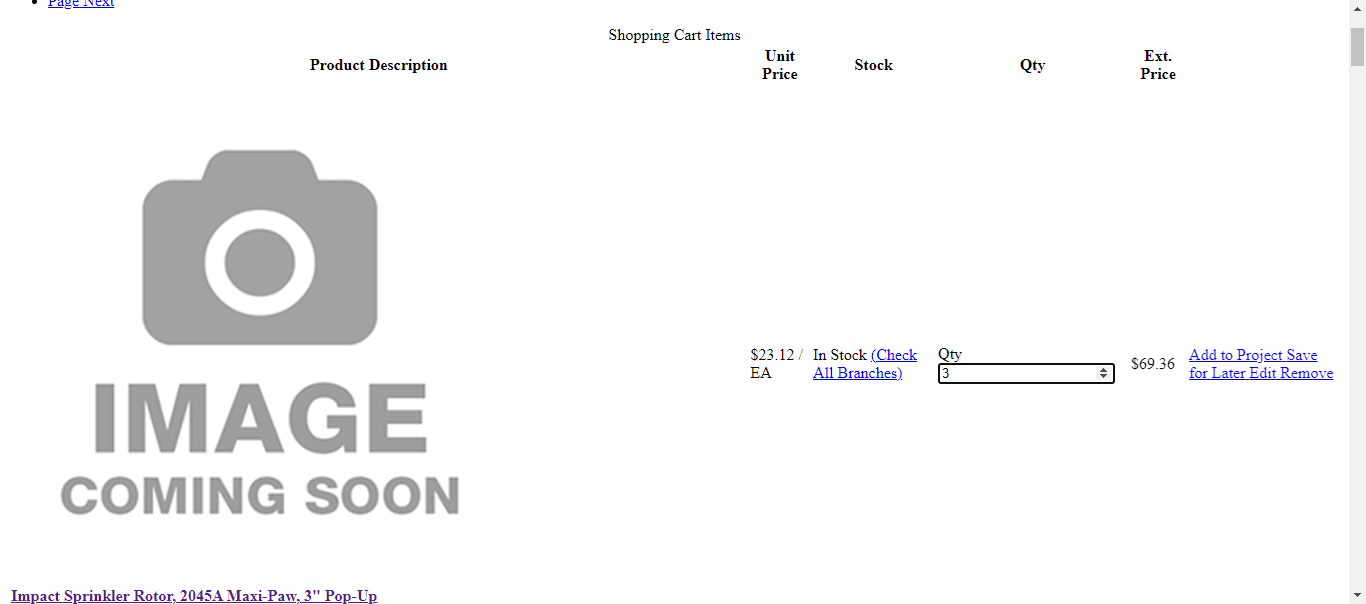 Page Next
Shopping Cart Items
Product Description
Unit
Price
Stock
Qty
Ext.
Price
IMAGE
COMING SOON
$23.12 /
EA
In Stock (Check
All Branches)
Qty
3
$69.36
Add to Project Save
for Later Edit Remove
Impact Sprinkler Rotor, 2045A Maxi-Paw, 3" Pop-Up